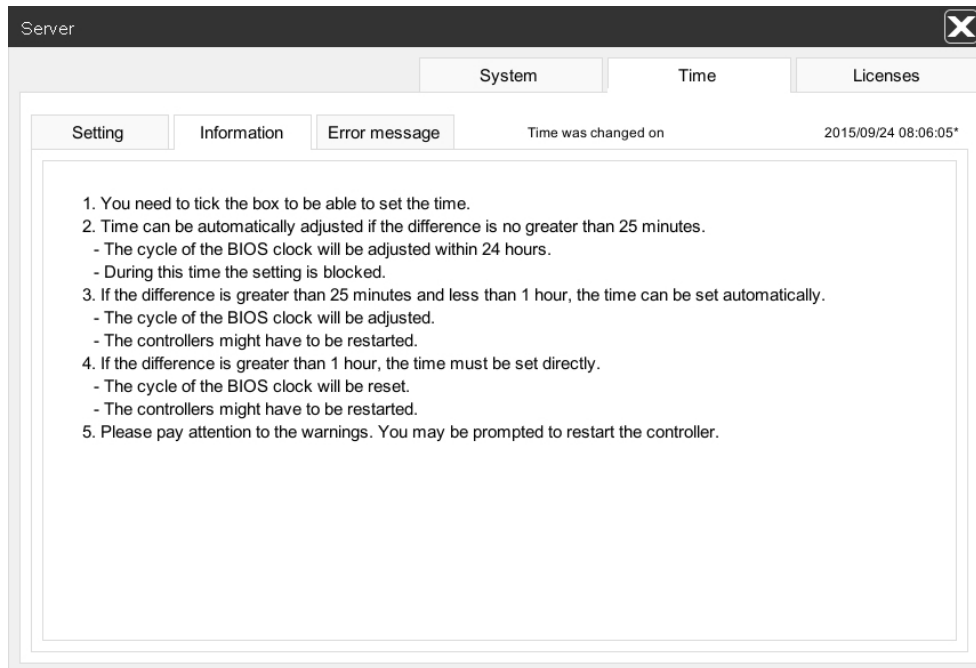 Server
System Time Licenses
Setting Information Error message Time was changed on 2015/09/24 08:06:05*
1. You need to tick the box to be able to set the time.
2. Time can be automatically adjusted if the difference is no greater than 25 minutes.
- The cycle of the BIOS clock will be adjusted within 24 hours.
- During this time the setting is blocked.
3. If the difference is greater than 25 minutes and less than 1 hour, the time can be set automatically.
- The cycle of the BIOS clock will be adjusted.
- The controllers might have to be restarted.
4. If the difference is greater than 1 hour, the time must be set directly.
- The cycle of the BIOS clock will be reset.
- The controllers might have to be restarted.
5. Please pay attention to the warnings. You may be prompted to restart the controller.